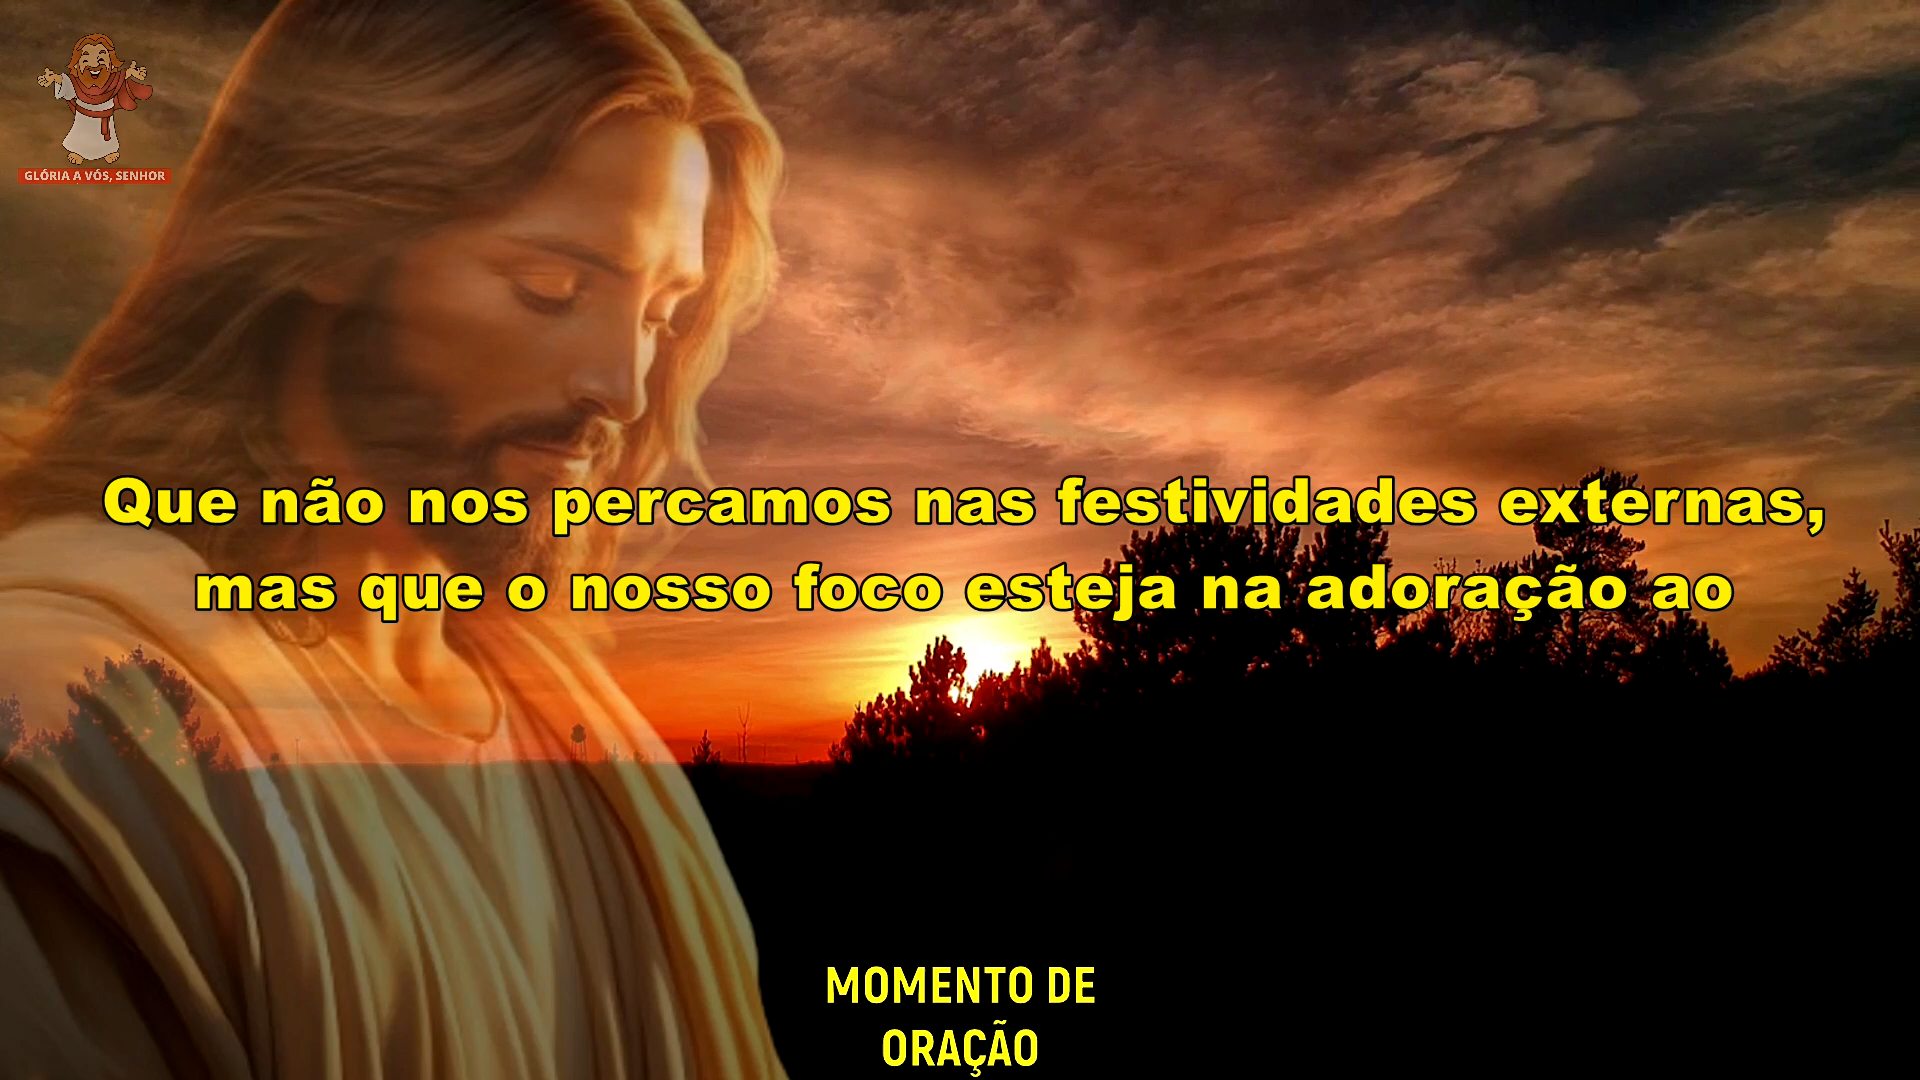 GLÓRIA A VÓS, SENHOR
Que não nos percamos nas festividades externas,
mas que o nosso foco esteja na adoração ao
MOMENTO DE
ORAÇÃO